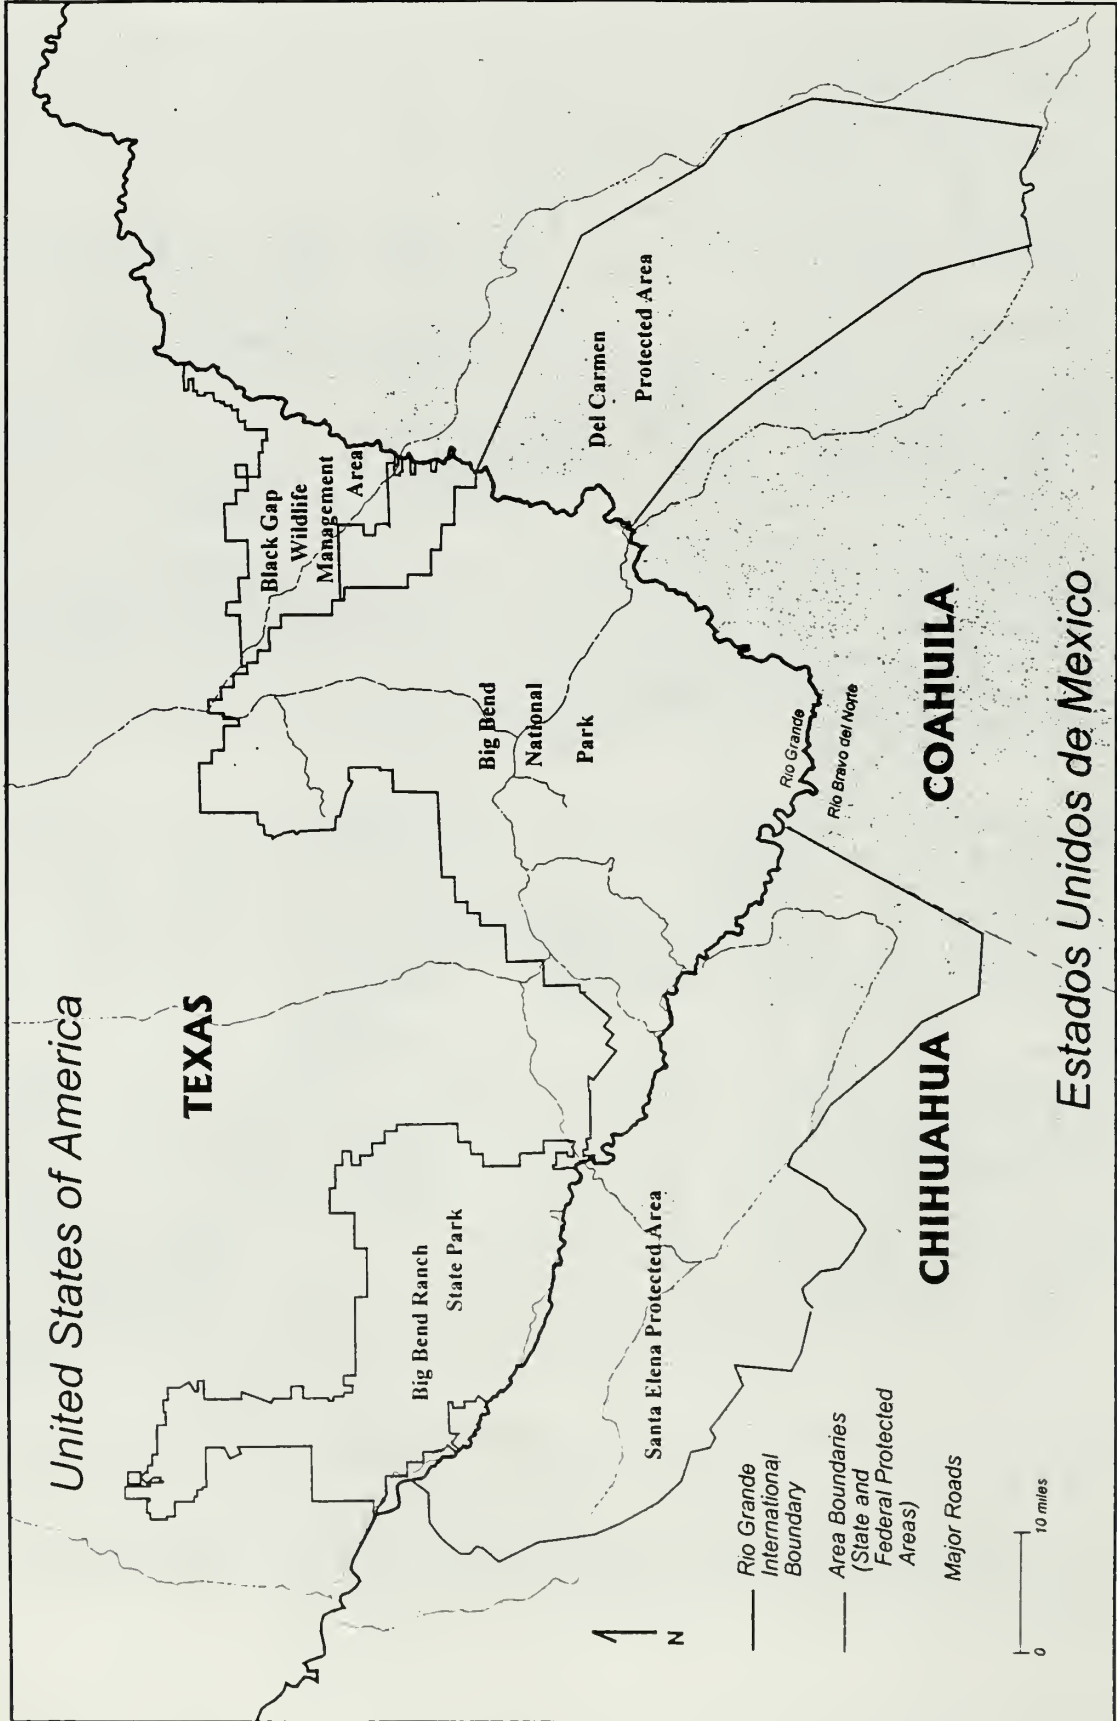 United States of America
TEXAS
Black Gap
Wildlife
Management
Area
Big Bend Ranch
State Park
Big Bend
National
Park
Del Carmen
Protected Area
Santa Elena Protected Area
Rio Grande
Rio Bravo del Norte
CHIHUAHUA
COAHUILA
Estados Unidos de Mexico
N
Rio Grande
International
Boundary
Area Boundaries
(State and
Federal Protected
Areas)
Major Roads
0
10 miles